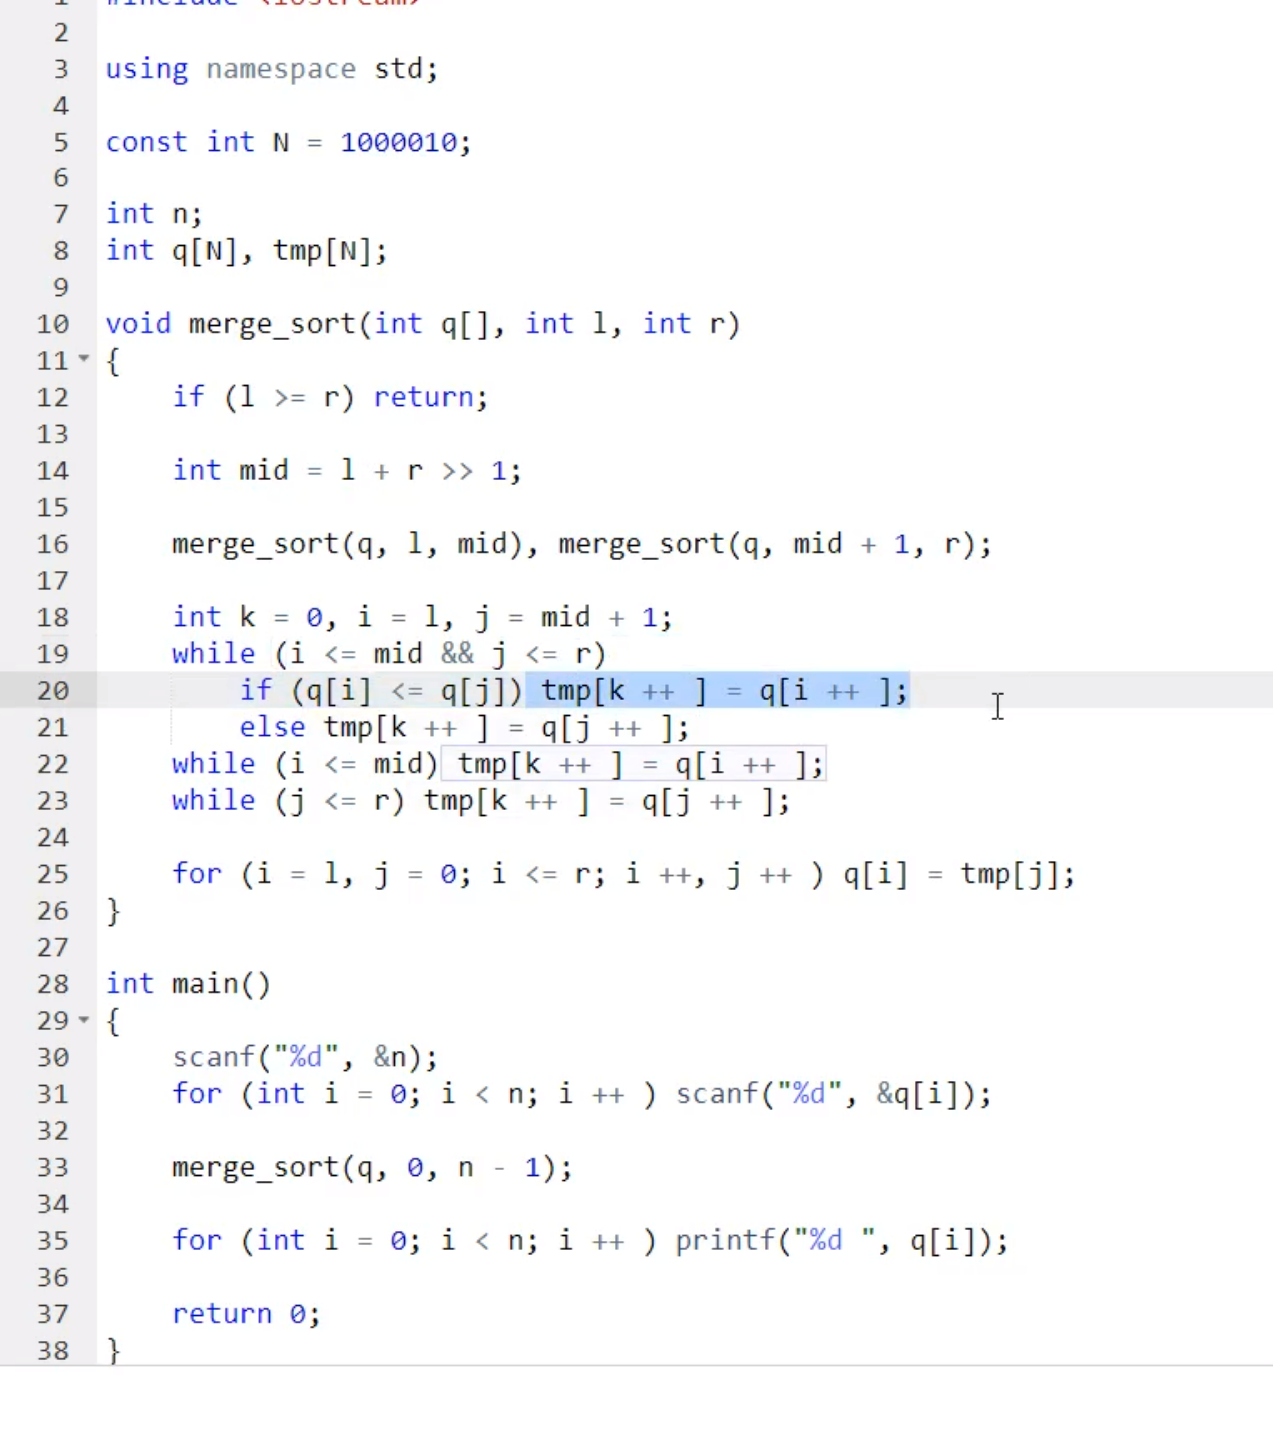 1 #include <iostream>
2
3 using namespace std;
4
5 const int N = 1000010;
6
7 int n;
8 int q[N], tmp[N];
9
10 void merge_sort(int q[], int l, int r)
11 {
12 if (l >= r) return;
13
14 int mid = l + r >> 1;
15
16 merge_sort(q, l, mid), merge_sort(q, mid + 1, r);
17
18 int k = 0, i = l, j = mid + 1;
19 while (i <= mid && j <= r)
20 if (q[i] <= q[j]) tmp[k ++ ] = q[i ++ ];
21 else tmp[k ++ ] = q[j ++ ];
22 while (i <= mid) tmp[k ++ ] = q[i ++ ];
23 while (j <= r) tmp[k ++ ] = q[j ++ ];
24
25 for (i = l, j = 0; i <= r; i ++, j ++ ) q[i] = tmp[j];
26 }
27
28 int main()
29 {
30 scanf("%d", &n);
31 for (int i = 0; i < n; i ++ ) scanf("%d", &q[i]);
32
33 merge_sort(q, 0, n - 1);
34
35 for (int i = 0; i < n; i ++ ) printf("%d ", q[i]);
36
37 return 0;
38 }